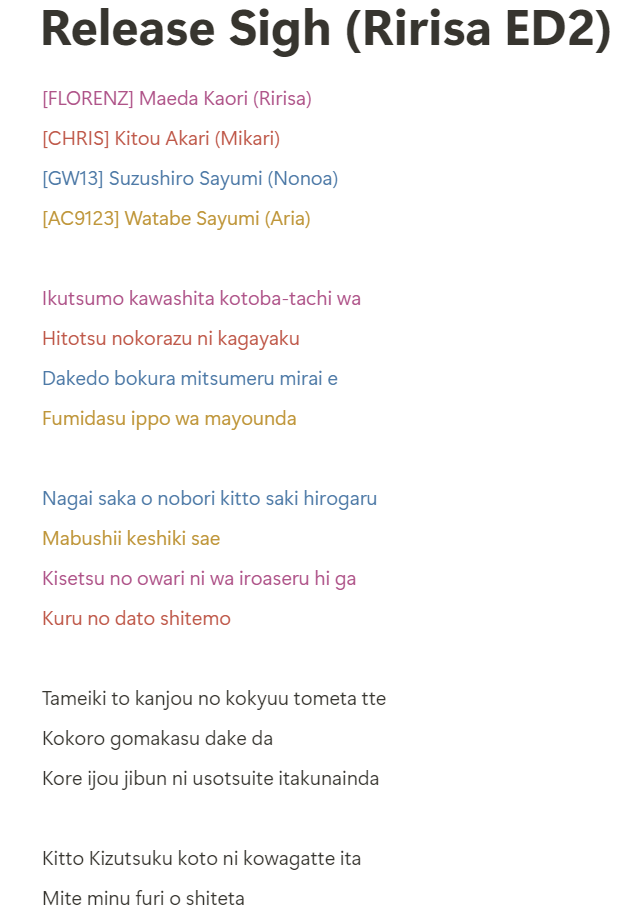 Release Sigh (Ririsa ED2)
[FLORENZ] Maeda Kaori (Ririsa)
[CHRIS] Kitou Akari (Mikari)
[GW13] Suzushiro Sayumi (Nonoa)
[AC9123] Watabe Sayumi (Aria)
Ikutsumo kawashita kotoba-tachi wa
Hitotsu nokorazu ni kagayaku
Dakedo bokura mitsumeru mirai e
Fumidasu ippo wa mayounda
Nagai saka o nobori kitto saki hirogaru
Mabushii keshiki sae
Kisetsu no owari ni wa iroaseru hi ga
Kuru no dato shitemo
Tameiki to kanjou no kokyuu tometa tte
Kokoro gomakasu dake da
Kore ijou jibun ni usotsuite itakunainda
Kitto Kizutsuku koto ni kowagatte ita
Mite minu furi o shiteta